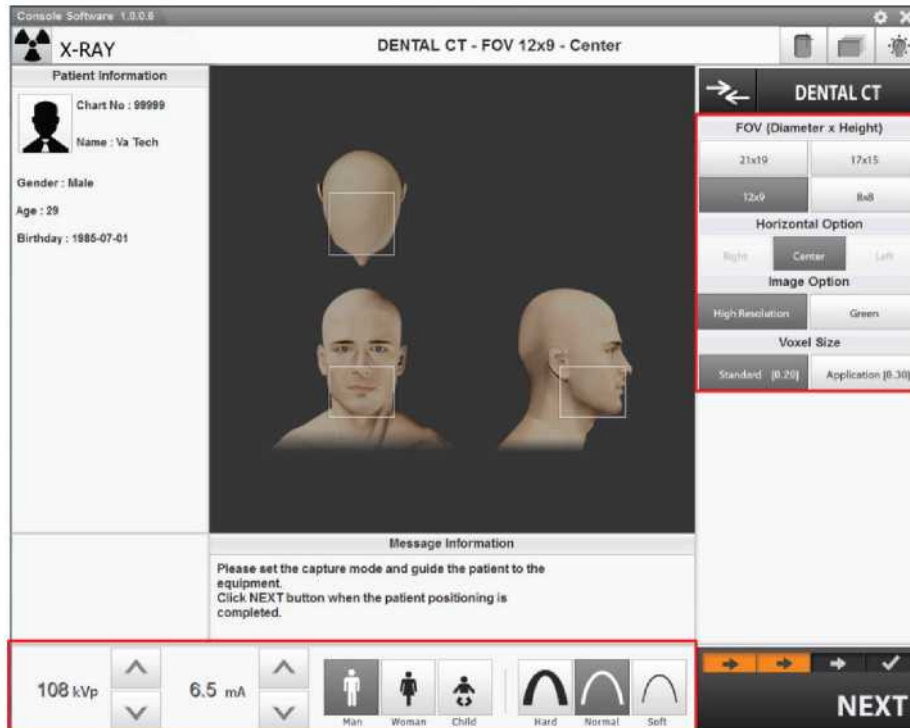 Console Software 1.0.0.6
X-RAY
DENTAL CT - FOV 12x9 - Center
Patient Information
Chart No : 99999
Name : Va Tech
Gender : Male
Age : 29
Birthday : 1985-07-01
DENTAL CT
FOV (Diameter x Height)
21x19 17x15
12x9 8x8
Horizontal Option
Right Center Left
Image Option
High Resolution Green
Voxel Size
Standard [0.20] Application [0.30]
Message Information
Please set the capture mode and guide the patient to the
equipment.
Click NEXT button when the patient positioning is
completed.
108 kVp 6.5 mA
Man Woman Child Hard Normal Soft
NEXT